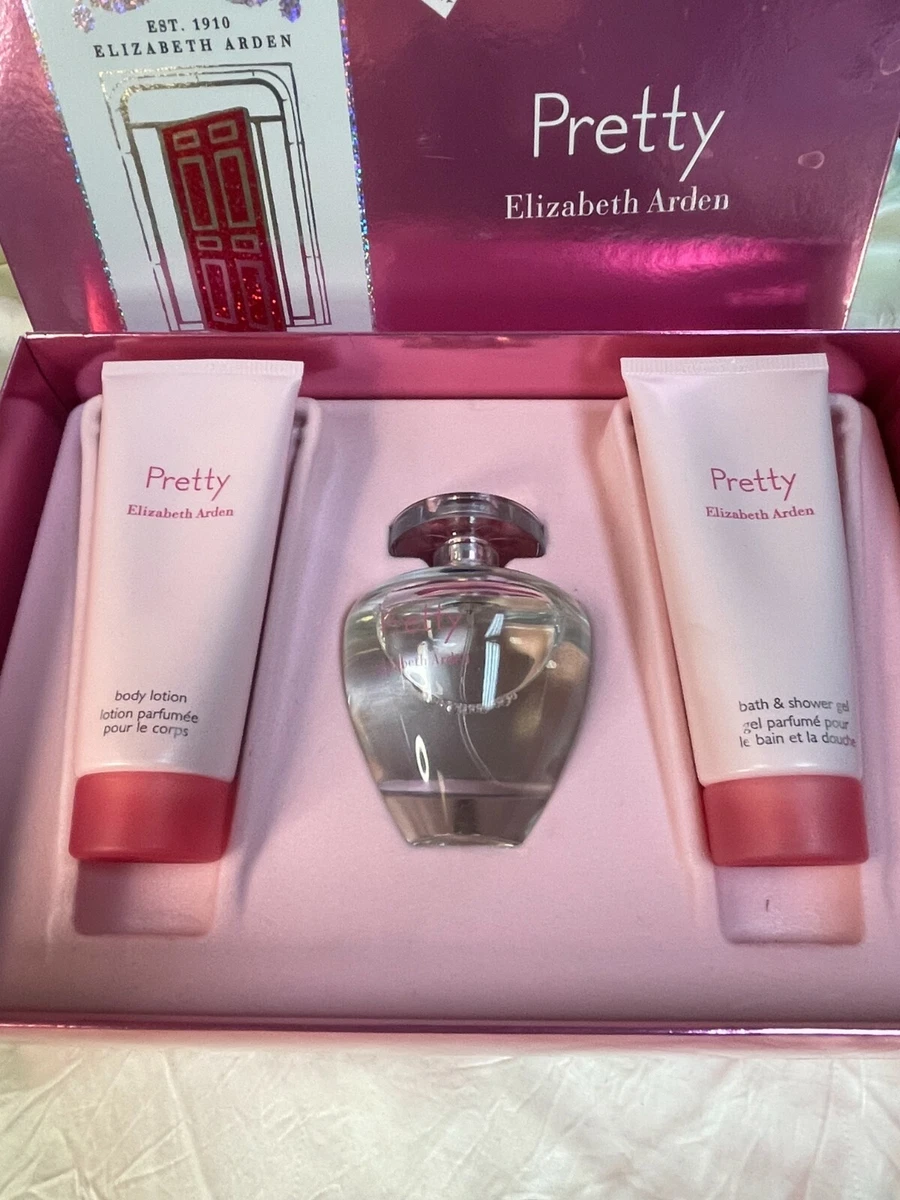 EST. 1910
ELIZABETH ARDEN
Pretty
Elizabeth Arden
Pretty
Elizabeth Arden
body lotion
lotion parfumée
pour le corps
Pretty
Elizabeth Arden
Pretty
Elizabeth Arden
bath & shower gel
gel parfumé pour
le bain et la douche